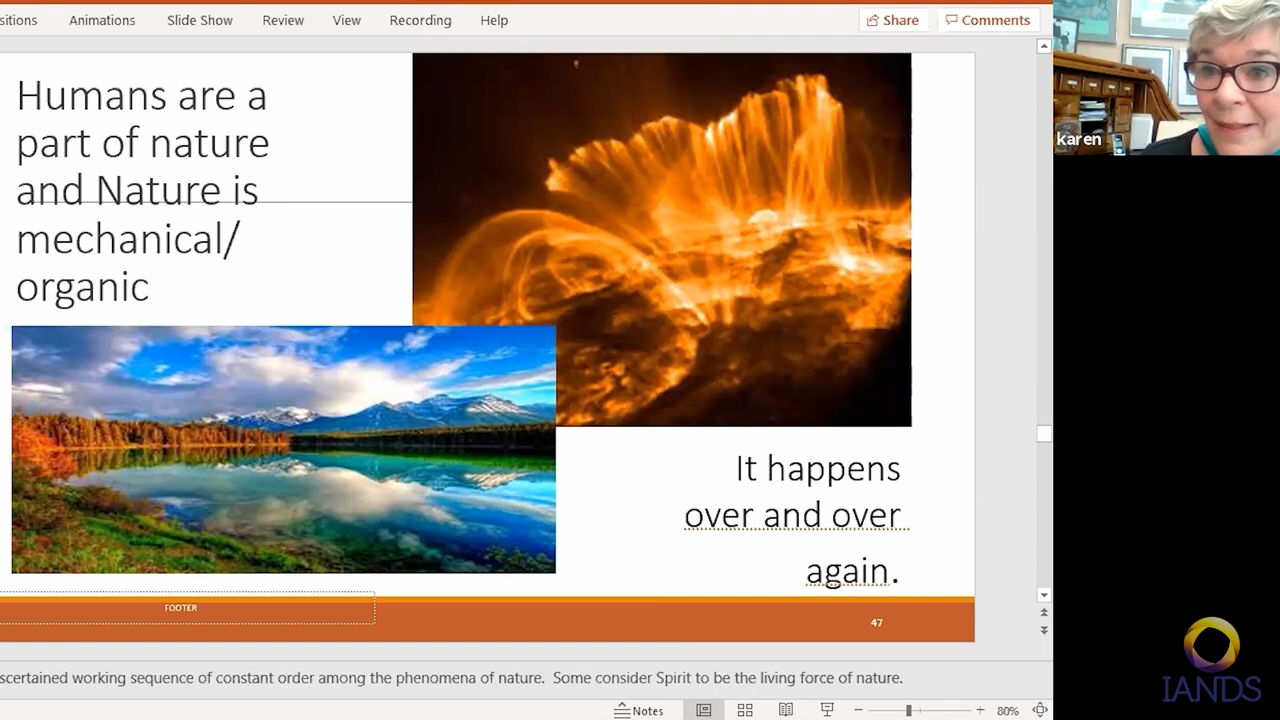 sitions Animations Slide Show Review View Recording Help Share Comments
Humans are a
part of nature
and Nature is
mechanical/
organic
karen
It happens
over and over
again.
FOOTER
47
scertained working sequence of constant order among the phenomena of nature. Some consider Spirit to be the living force of nature.
IANDS
Notes
80%